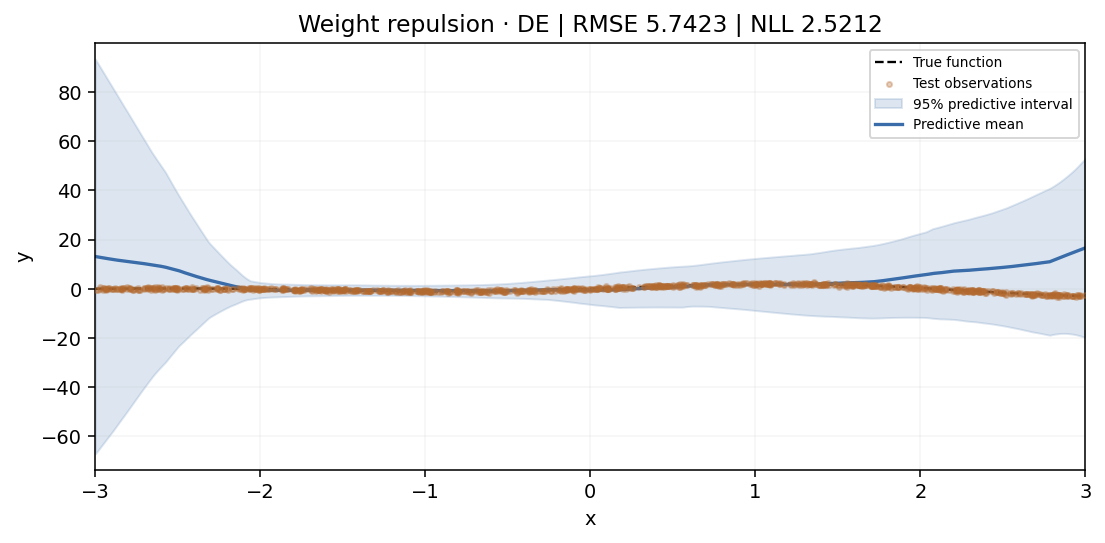 Weight repulsion · DE | RMSE 5.7423 | NLL 2.5212
True function
Test observations
95% predictive interval
Predictive mean
80
60
40
20
0
−20
−40
−60
y
−3 −2 −1 0 1 2 3
x